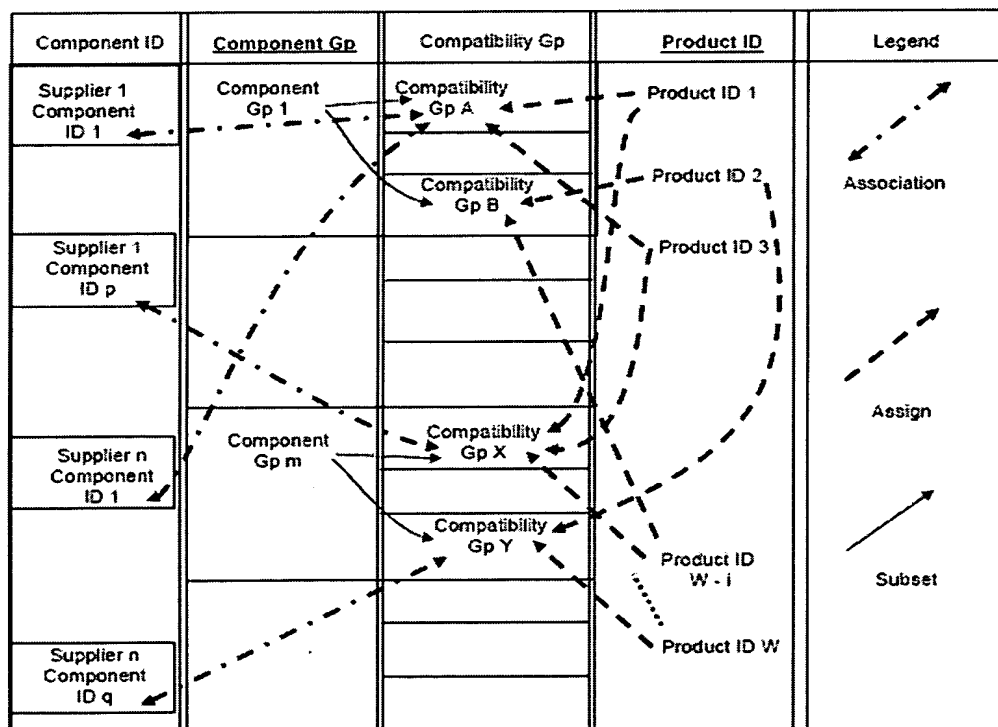 Component ID
Component Gp
Compatibility Gp
Product ID
Legend
Supplier 1
Component
ID 1
Component
Gp 1
Compatibility
Gp A
Product ID 1
Compatibility
Gp B
Product ID 2
Association
Supplier 1
Component
ID p
Product ID 3
Supplier n
Component
ID 1
Component
Gp m
Compatibility
Gp X
Assign
Compatibility
Gp Y
Product ID
W - i
Subset
Supplier n
Component
ID q
Product ID W